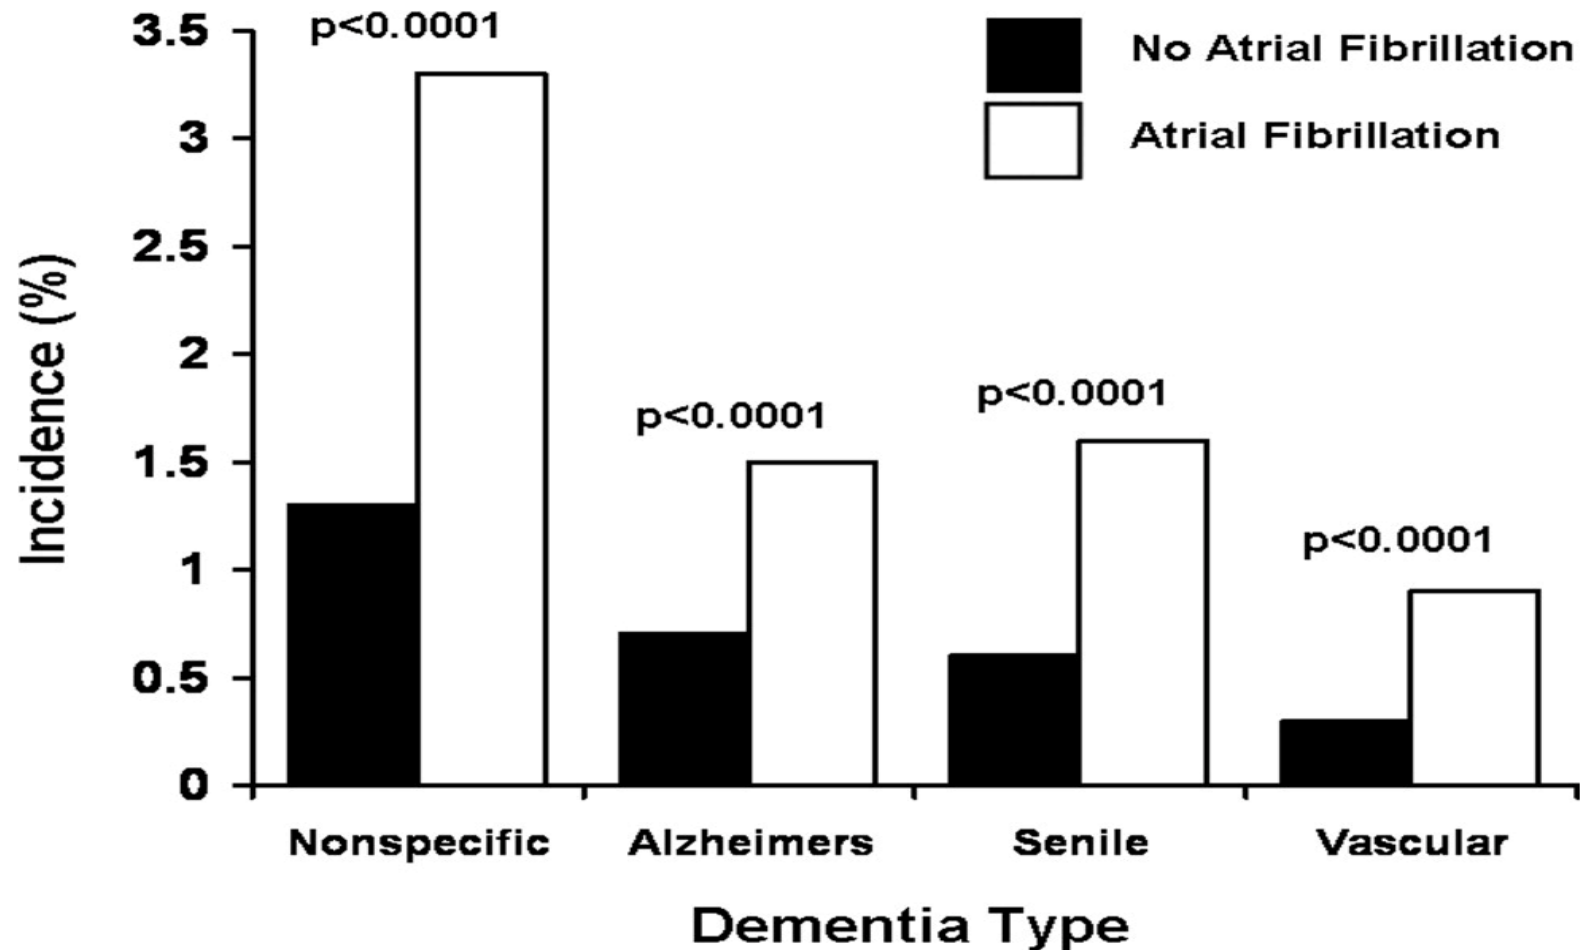 3.5
3
2.5
2
1.5
1
0.5
0
Incidence (%)
p<0.0001
p<0.0001
p<0.0001
p<0.0001
No Atrial Fibrillation
Atrial Fibrillation
Nonspecific
Alzheimers
Senile
Vascular
Dementia Type